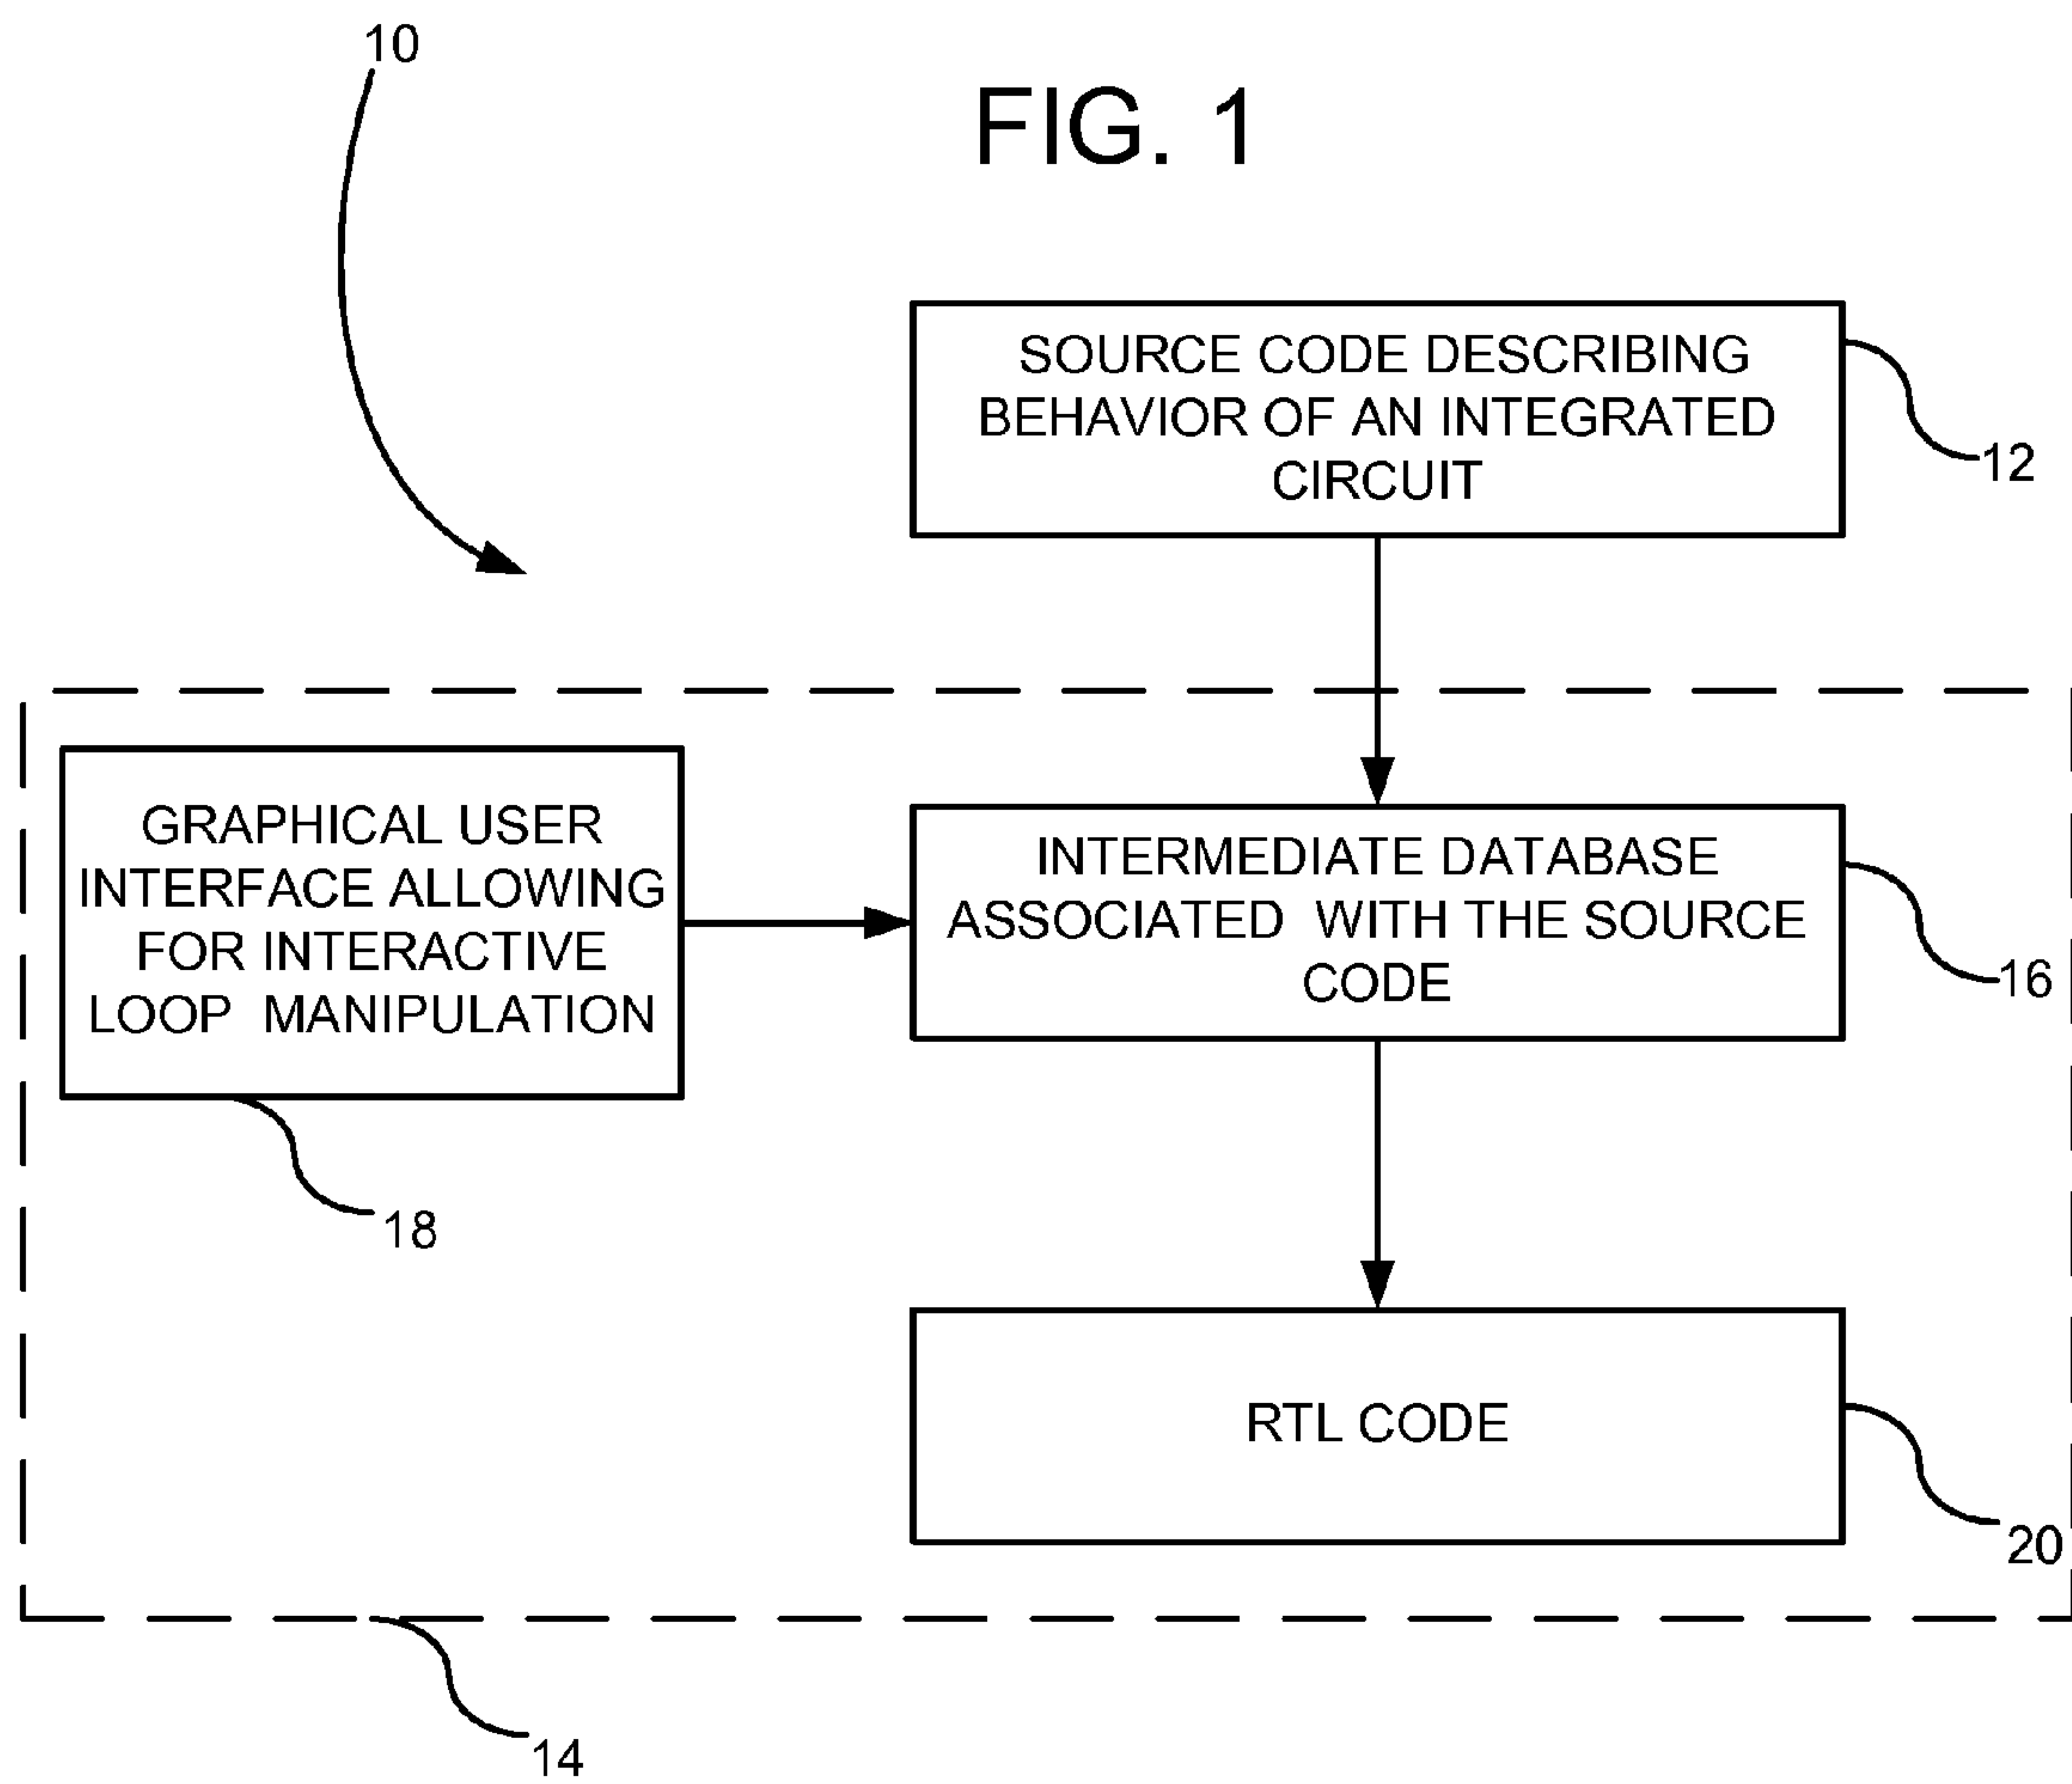 10
FIG. 1
SOURCE CODE DESCRIBING
BEHAVIOR OF AN INTEGRATED
CIRCUIT
12
GRAPHICAL USER
INTERFACE ALLOWING
FOR INTERACTIVE
LOOP MANIPULATION
18
INTERMEDIATE DATABASE
ASSOCIATED WITH THE SOURCE
CODE
16
RTL CODE
20
14